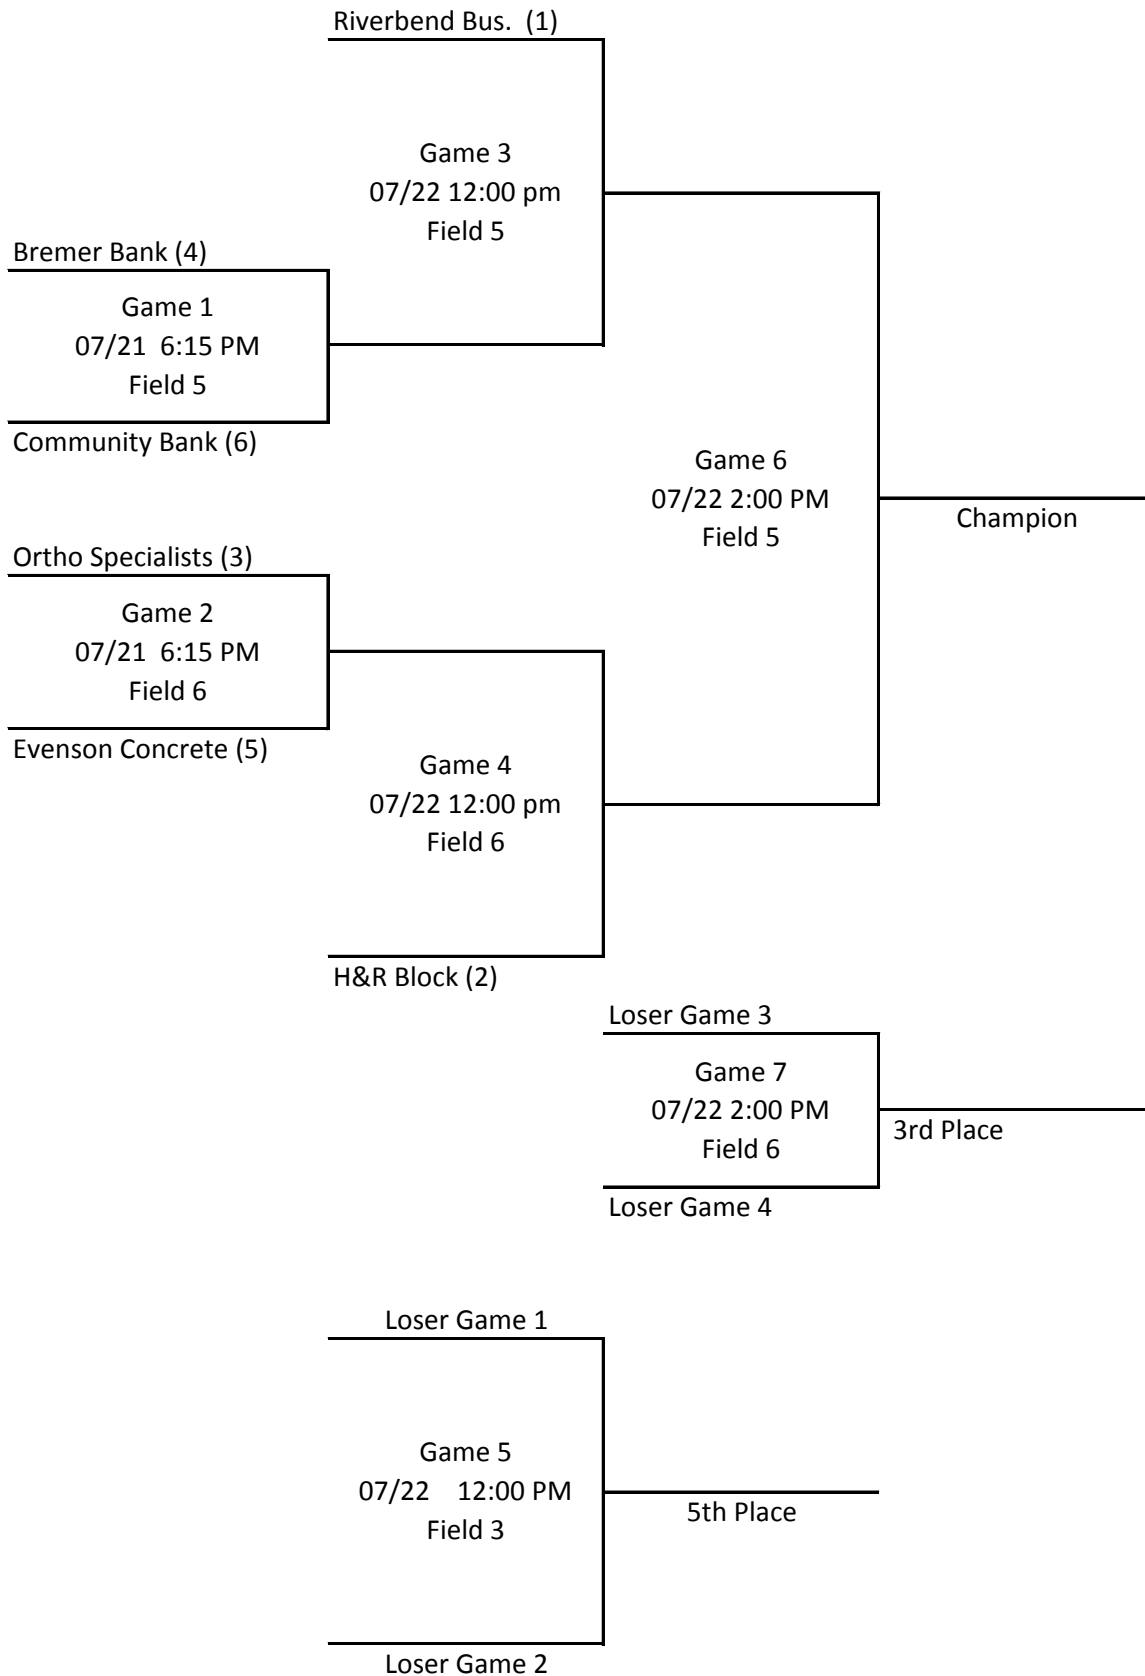 Riverbend Bus.  (1)
Game 3
07/22 12:00 pm
Field 5
Bremer Bank (4)
Game 1
07/21  6:15 PM
Field 5
Community Bank (6)
Game 6
07/22 2:00 PM
Field 5
Champion
Ortho Specialists (3)
Game 2
07/21  6:15 PM
Field 6
Evenson Concrete (5)
Game 4
07/22 12:00 pm
Field 6
H&R Block (2)
Loser Game 3
Game 7
07/22 2:00 PM
Field 6
3rd Place
Loser Game 4
Loser Game 1
Game 5
07/22    12:00 PM
Field 3
5th Place
Loser Game 2